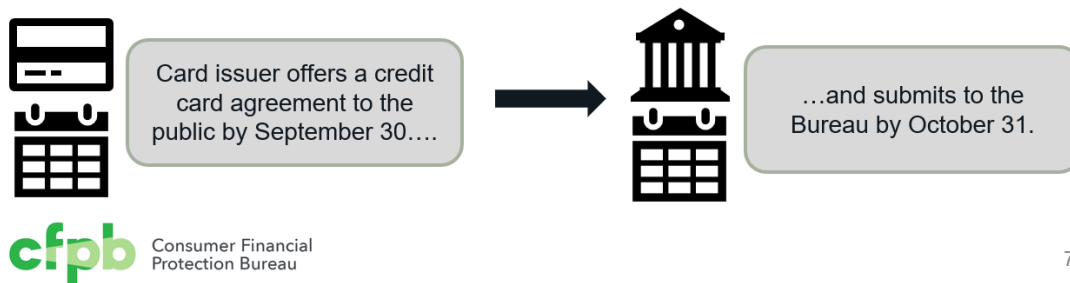 Card issuer offers a credit
card agreement to the
public by September 30….
…and submits to the
Bureau by October 31.
cfpb
Consumer Financial
Protection Bureau
7